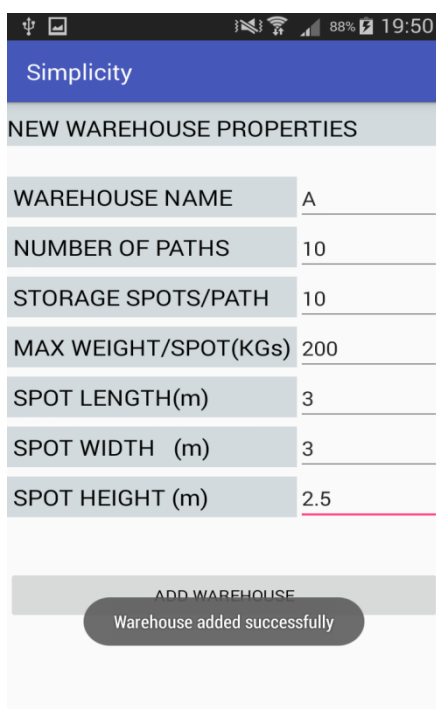 88% 19:50
Simplicity
NEW WAREHOUSE PROPERTIES
WAREHOUSE NAME A
NUMBER OF PATHS 10
STORAGE SPOTS/PATH 10
MAX WEIGHT/SPOT(KGs) 200
SPOT LENGTH(m) 3
SPOT WIDTH (m) 3
SPOT HEIGHT (m) 2.5
ADD WAREHOUSE
Warehouse added successfully